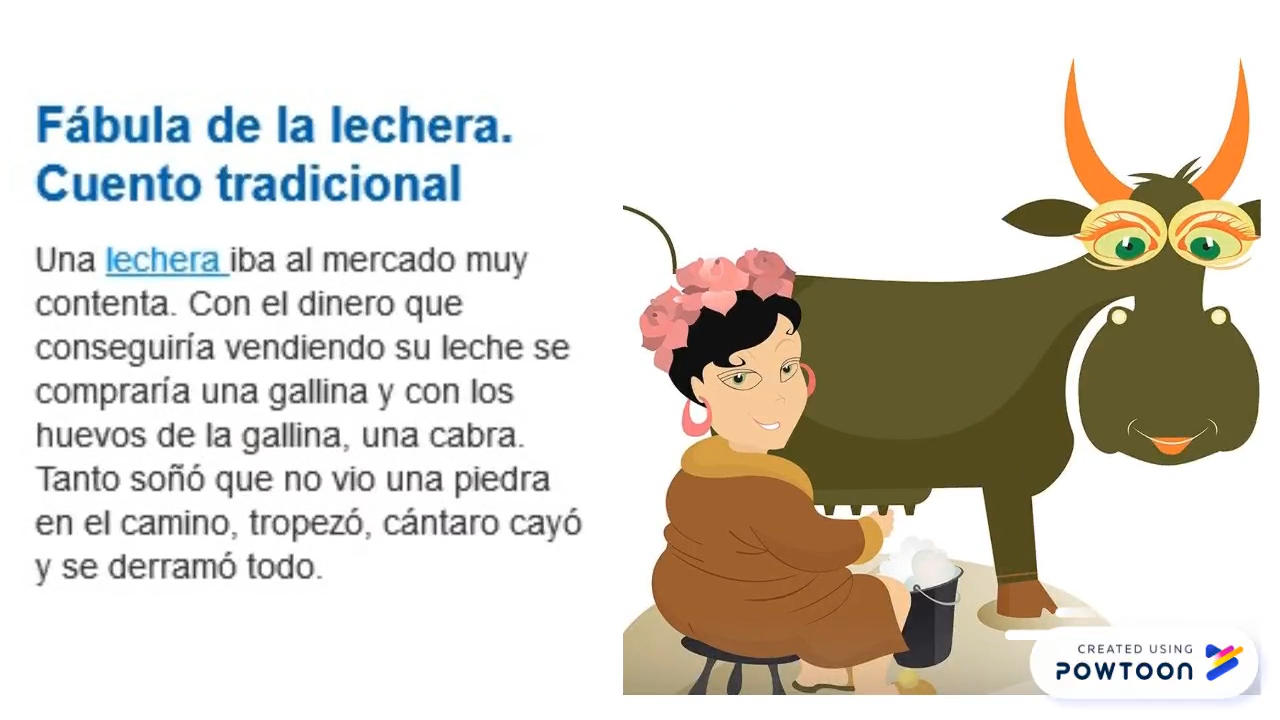 Fábula de la lechera.
Cuento tradicional
Una lechera iba al mercado muy
contenta. Con el dinero que
conseguiría vendiendo su leche se
compraría una gallina y con los
huevos de la gallina, una cabra.
Tanto soñó que no vio una piedra
en el camino, tropezó, cántaro cayó
y se derramó todo.
CREATED USING
POWTOON